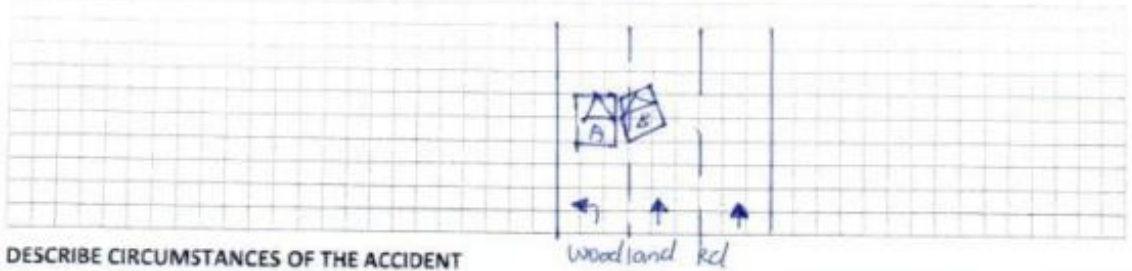 A B
woodland Rd
DESCRIBE CIRCUMSTANCES OF THE ACCIDENT